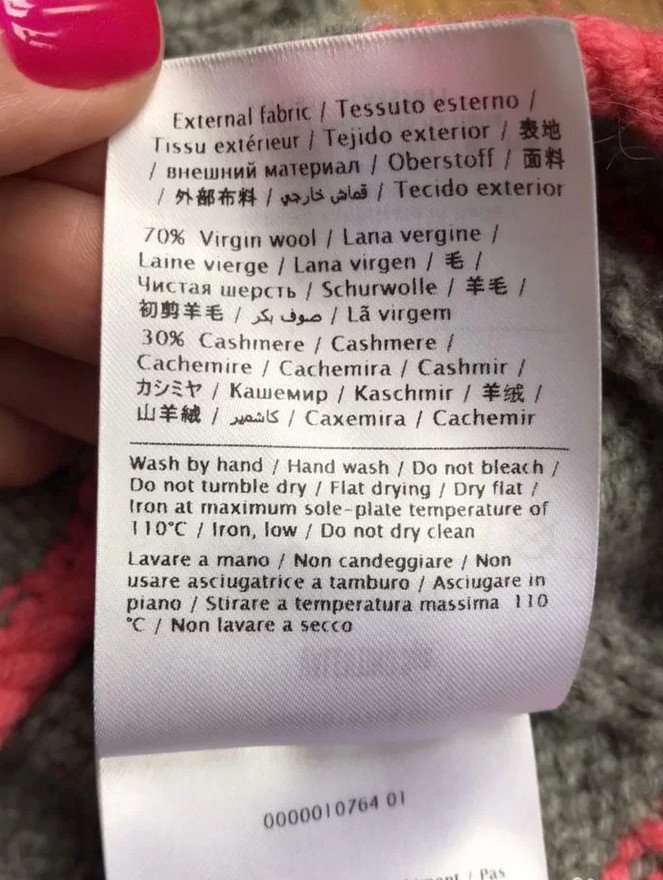 External fabric / Tessuto esterno /
Tissu extérieur / Tejido exterior / 表地
/ внешний материал / Oberstoff / 面料
/ 外部布料 / قماش خارجي / Tecido exterior
70% Virgin wool / Lana vergine /
Laine vierge / Lana virgen / 毛 /
Чистая шерсть / Schurwolle / 羊毛 /
初剪羊毛 / صوف بكر / Lã virgem
30% Cashmere / Cashmere /
Cachemire / Cachemira / Cashmir /
カシミヤ / Кашемир / Kaschmir / 羊绒 /
山羊絨 / كاشمير / Caxemira / Cachemir
Wash by hand / Hand wash / Do not bleach /
Do not tumble dry / Flat drying / Dry flat /
Iron at maximum sole-plate temperature of
110°C / Iron, low / Do not dry clean
Lavare a mano / Non candeggiare / Non
usare asciugatrice a tamburo / Asciugare in
piano / Stirare a temperatura massima 110
°C / Non lavare a secco
0000010764 01
/ Pas